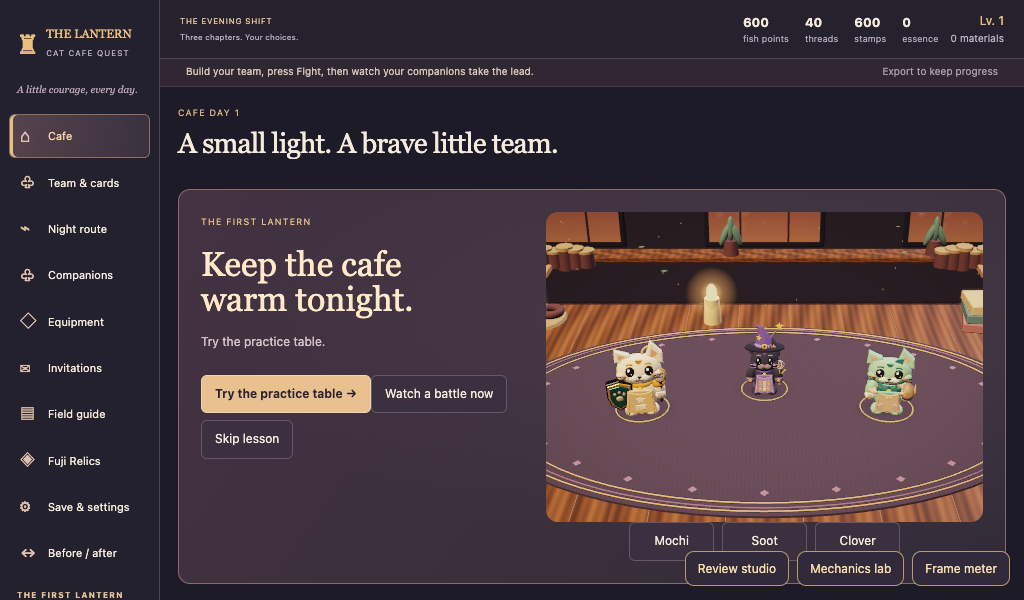 THE LANTERN
CAT CAFE QUEST
A little courage, every day.
Cafe
Team & cards
Night route
Companions
Equipment
Invitations
Field guide
Fuji Relics
Save & settings
Before / after
THE FIRST LANTERN
THE EVENING SHIFT
Three chapters. Your choices.
600
fish points
40
threads
600
stamps
0
essence
Lv. 1
0 materials
Build your team, press Fight, then watch your companions take the lead.
Export to keep progress
CAFE DAY 1
A small light. A brave little team.
THE FIRST LANTERN
Keep the cafe
warm tonight.
Try the practice table.
Try the practice table →
Watch a battle now
Skip lesson
Mochi
Soot
Clover
Review studio
Mechanics lab
Frame meter